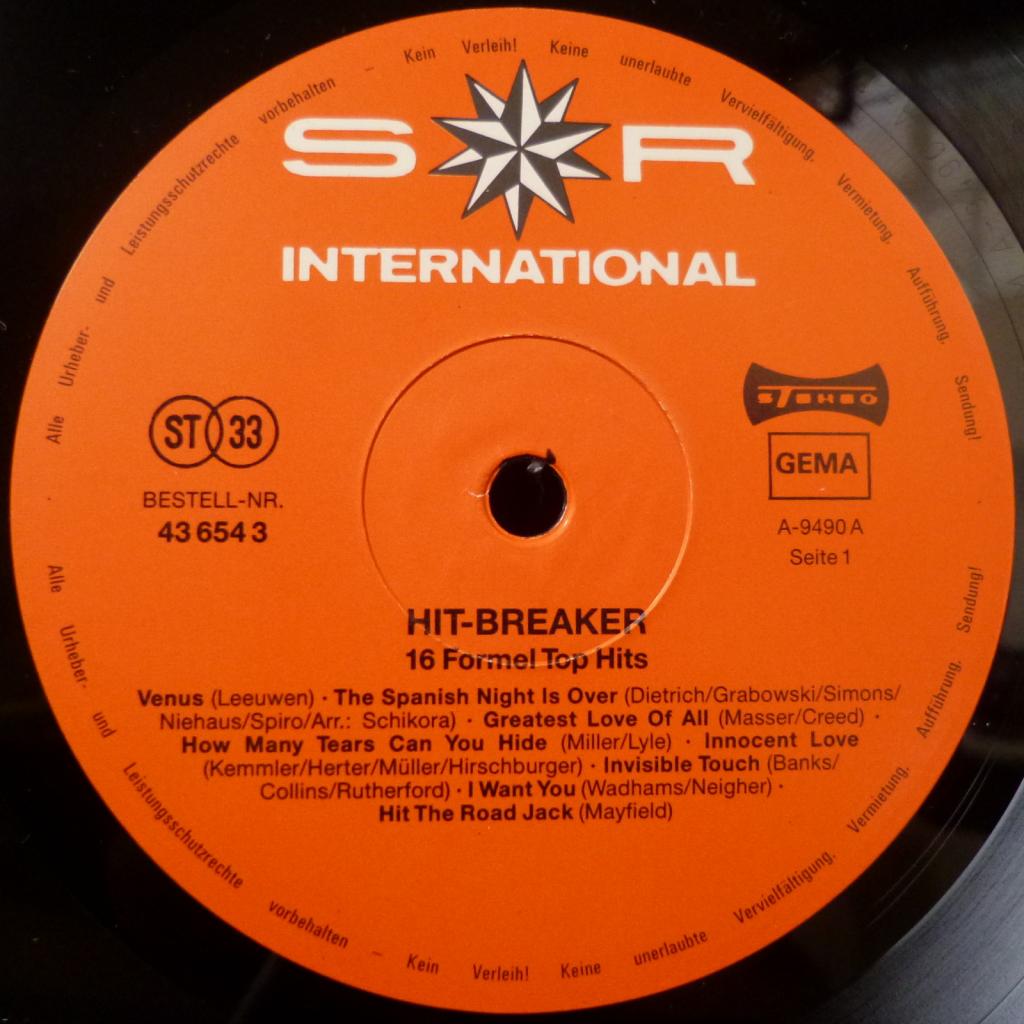 Alle Urheber- und Leistungsschutzrechte vorbehalten – Kein Verleih! Keine unerlaubte Vervielfältigung, Vermietung, Aufführung, Sendung!
S R
INTERNATIONAL
ST 33
BESTELL-NR.
43 654 3
STEREO
GEMA
A-9490 A
Seite 1
HIT-BREAKER
16 Formel Top Hits
Venus (Leeuwen) · The Spanish Night Is Over (Dietrich/Grabowski/Simons/
Niehaus/Spiro/Arr.: Schikora) · Greatest Love Of All (Masser/Creed) ·
How Many Tears Can You Hide (Miller/Lyle) · Innocent Love
(Kemmler/Herter/Müller/Hirschburger) · Invisible Touch (Banks/
Collins/Rutherford) · I Want You (Wadhams/Neigher) ·
Hit The Road Jack (Mayfield)
Alle Urheber- und Leistungsschutzrechte vorbehalten – Kein Verleih! Keine unerlaubte Vervielfältigung, Vermietung, Aufführung, Sendung!